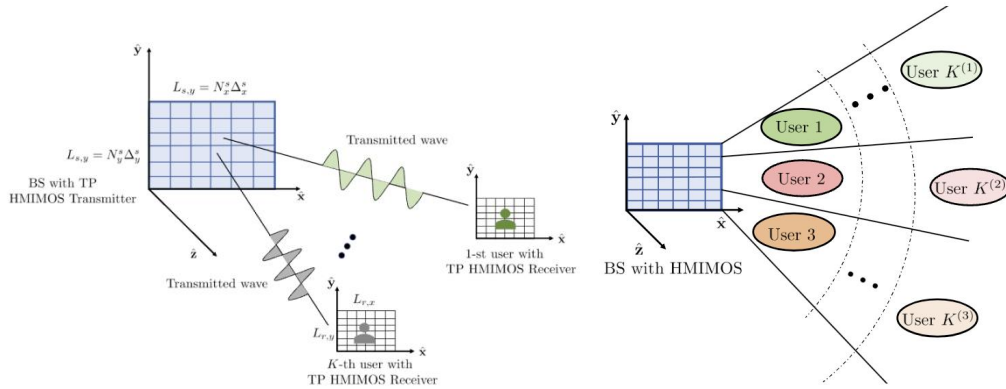 ŷ
L_{s,y} = N_x^sΔ_x^s
L_{s,y} = N_y^sΔ_y^s
BS with TP
HMIMOS Transmitter
x̂
ẑ
Transmitted wave
ŷ
x̂
1-st user with
TP HMIMOS Receiver
Transmitted wave
ŷ
L_{r,x}
L_{r,y}
x̂
K-th user with
TP HMIMOS Receiver
User K^{(1)}
ŷ
User 1
User 2
User K^{(2)}
x̂
User 3
ẑ
BS with HMIMOS
User K^{(3)}